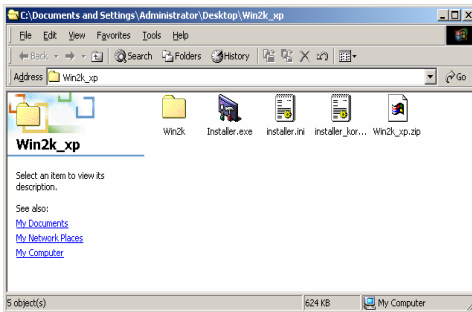 C:\Documents and Settings\Administrator\Desktop\Win2k_xp
File Edit View Favorites Tools Help
Back Search Folders History
Address Win2k_xp Go
Win2k Installer.exe installer.ini installer_kor... Win2k_xp.zip
Win2k_xp
Select an item to view its
description.
See also:
My Documents
My Network Places
My Computer
5 object(s) 624 KB My Computer